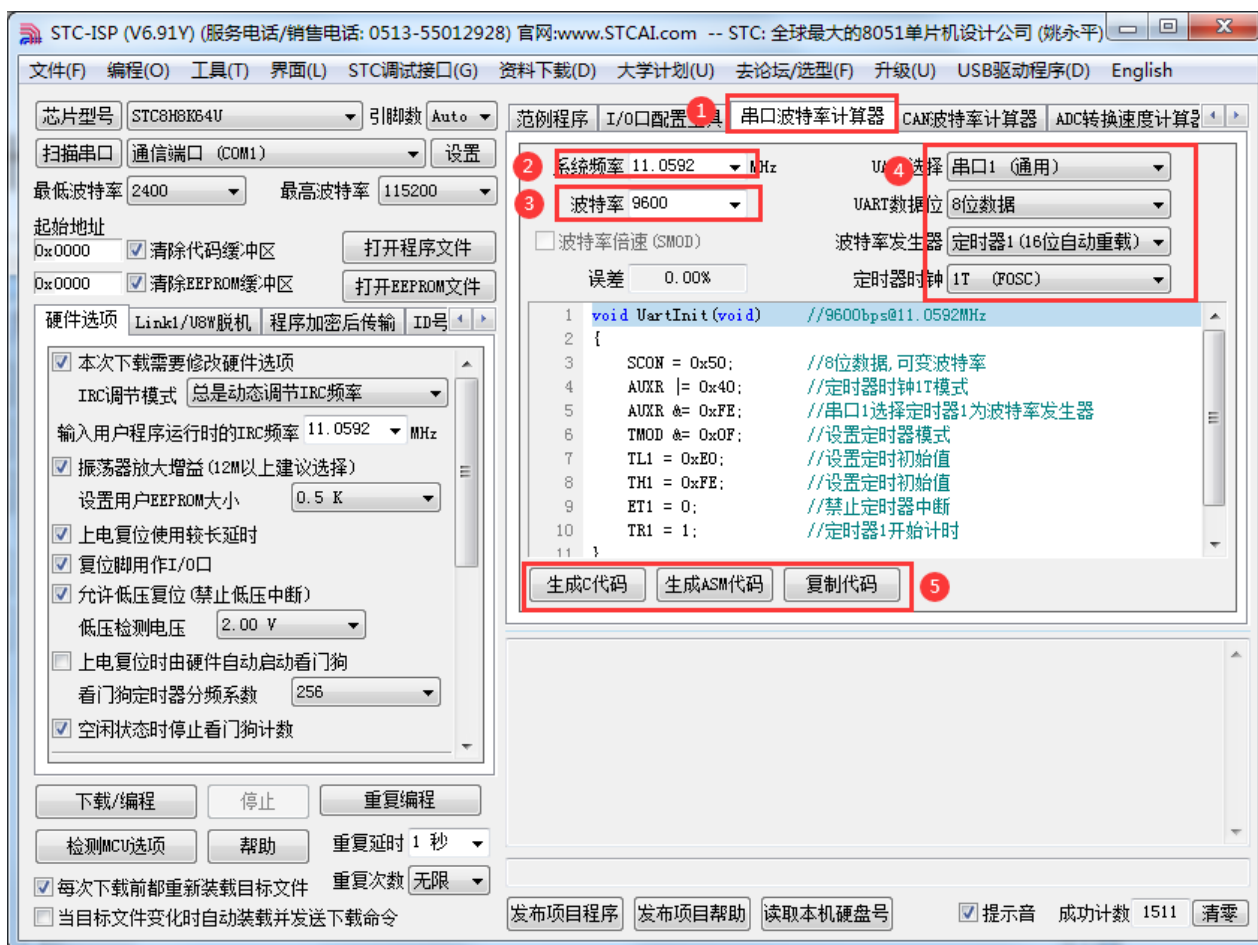 STC-ISP (V6.91Y) (服务电话/销售电话: 0513-55012928) 官网:www.STCAI.com -- STC: 全球最大的8051单片机设计公司 (姚永平)
文件(F) 编程(O) 工具(T) 界面(L) STC调试接口(G) 资料下载(D) 大学计划(U) 去论坛/选型(F) 升级(U) USB驱动程序(D) English
芯片型号 STC8H8K64U 引脚数 Auto
扫描串口 通信端口 (COM1) 设置
最低波特率 2400 最高波特率 115200
起始地址
0x0000 清除代码缓冲区 打开程序文件
0x0000 清除EEPROM缓冲区 打开EEPROM文件
硬件选项 Link1/U8W脱机 程序加密后传输 ID号
本次下载需要修改硬件选项
IRC调节模式 总是动态调节IRC频率
输入用户程序运行时的IRC频率 11.0592 MHz
振荡器放大增益(12M以上建议选择)
设置用户EEPROM大小 0.5 K
上电复位使用较长延时
复位脚用作I/O口
允许低压复位(禁止低压中断)
低压检测电压 2.00 V
上电复位时由硬件自动启动看门狗
看门狗定时器分频系数 256
空闲状态时停止看门狗计数
下载/编程 停止 重复编程
检测MCU选项 帮助 重复延时 1 秒
每次下载前都重新装载目标文件 重复次数 无限
当目标文件变化时自动装载并发送下载命令
范例程序 I/O口配置工具 1 串口波特率计算器 CAN波特率计算器 ADC转换速度计算器
2 系统频率 11.0592 MHz 4 选择 串口1 (通用)
3 波特率 9600 UART数据位 8位数据
波特率倍速(SMOD) 波特率发生器 定时器1(16位自动重载)
误差 0.00% 定时器时钟 1T (FOSC)
1 void UartInit(void) //9600bps@11.0592MHz
2 {
3 SCON = 0x50; //8位数据,可变波特率
4 AUXR |= 0x40; //定时器时钟1T模式
5 AUXR &= 0xFE; //串口1选择定时器1为波特率发生器
6 TMOD &= 0x0F; //设置定时器模式
7 TL1 = 0xE0; //设置定时初始值
8 TH1 = 0xFE; //设置定时初始值
9 ET1 = 0; //禁止定时器中断
10 TR1 = 1; //定时器1开始计时
11 }
生成C代码 生成ASM代码 复制代码 5
发布项目程序 发布项目帮助 读取本机硬盘号 提示音 成功计数 1511 清零